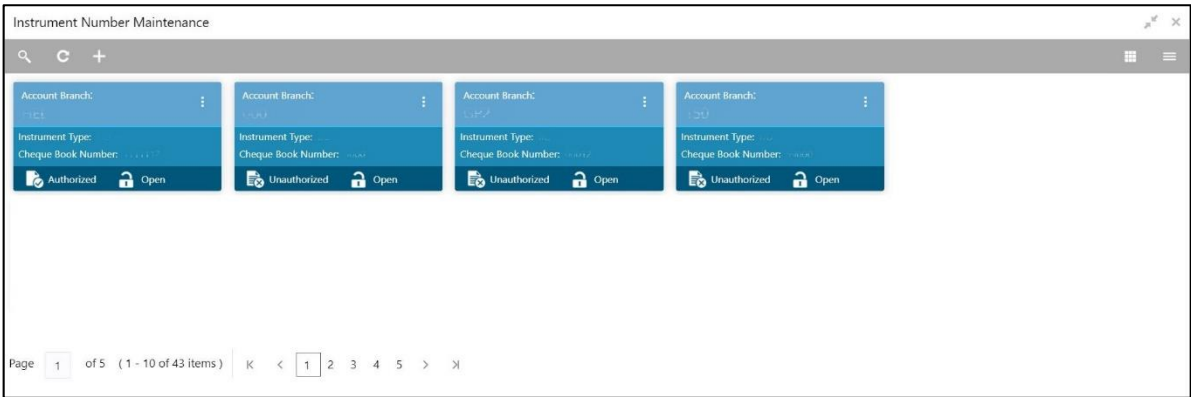 Instrument Number Maintenance
Account Branch: Account Branch: Account Branch: Account Branch:
Instrument Type: Instrument Type: Instrument Type: Instrument Type:
Cheque Book Number: Cheque Book Number: Cheque Book Number: Cheque Book Number:
Authorized Open Unauthorized Open Unauthorized Open Unauthorized Open
Page 1 of 5 ( 1 - 10 of 43 items ) 1 2 3 4 5